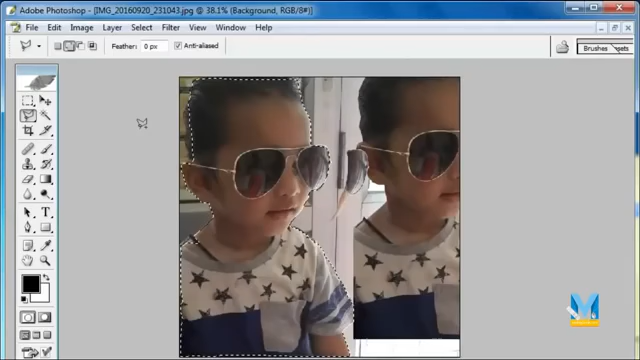 Adobe Photoshop - [IMG_20160920_231043.jpg @ 38.1% (Background, RGB/8#)]
File Edit Image Layer Select Filter View Window Help
Feather: 0 px Anti-aliased
Brushes
T